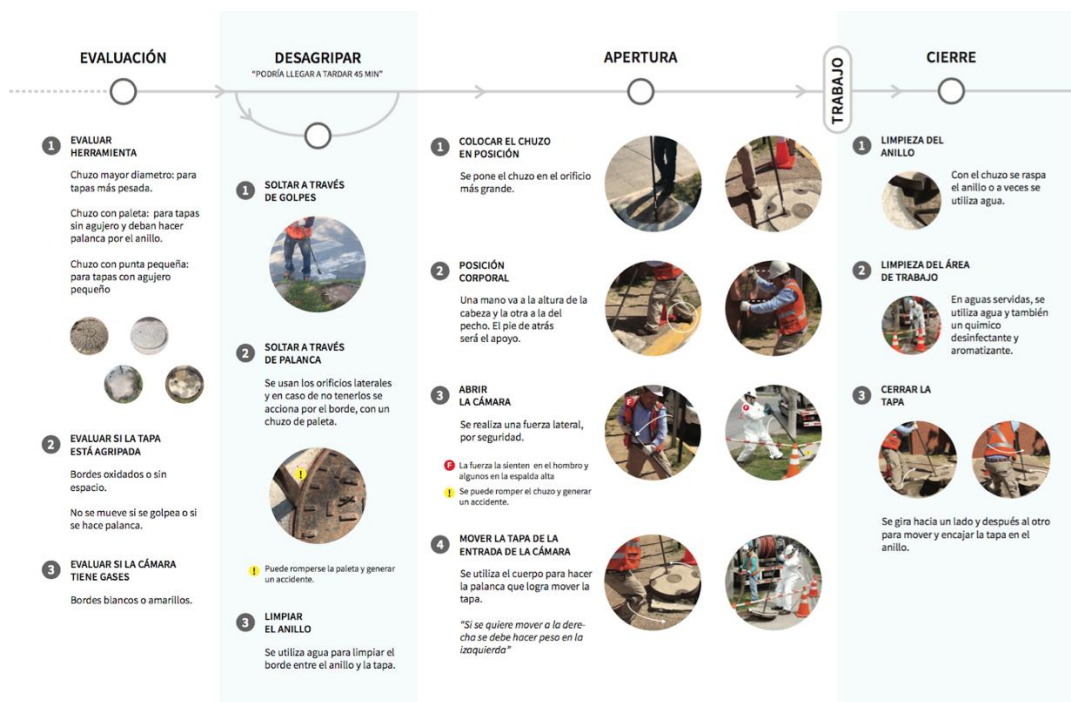 EVALUACIÓN
1
EVALUAR
HERRAMIENTA
Chuzo mayor diametro: para
tapas más pesada.
Chuzo con paleta: para tapas
sin agujero y deban hacer
palanca por el anillo.
Chuzo con punta pequeña:
para tapas con agujero
pequeño
2
EVALUAR SI LA TAPA
ESTÁ AGRIPADA
Bordes oxidados o sin
espacio.
No se mueve si se golpea o si
se hace palanca.
3
EVALUAR SI LA CÁMARA
TIENE GASES
Bordes blancos o amarillos.
DESAGRIPAR
"PODRÍA LLEGAR A TARDAR 45 MIN"
1
SOLTAR A TRAVÉS
DE GOLPES
2
SOLTAR A TRAVÉS
DE PALANCA
Se usan los orificios laterales
y en caso de no tenerlos se
acciona por el borde, con un
chuzo de paleta.
!
! Puede romperse la paleta y generar
un accidente.
3
LIMPIAR
EL ANILLO
Se utiliza agua para limpiar el
borde entre el anillo y la tapa.
APERTURA
1
COLOCAR EL CHUZO
EN POSICIÓN
Se pone el chuzo en el orificio
más grande.
2
POSICIÓN
CORPORAL
Una mano va a la altura de la
cabeza y la otra a la del
pecho. El pie de atrás
será el apoyo.
3
ABRIR
LA CÁMARA
Se realiza una fuerza lateral,
por seguridad.
F La fuerza la sienten en el hombro y
algunos en la espalda alta
! Se puede romper el chuzo y generar
un accidente.
F
F
4
MOVER LA TAPA DE LA
ENTRADA DE LA CÁMARA
Se utiliza el cuerpo para hacer
la palanca que logra mover la
tapa.
"Si se quiere mover a la dere-
cha se debe hacer peso en la
izaquierda"
TRABAJO
CIERRE
1
LIMPIEZA DEL
ANILLO
Con el chuzo se raspa
el anillo o a veces se
utiliza agua.
2
LIMPIEZA DEL ÁREA
DE TRABAJO
En aguas servidas, se
utiliza agua y también
un quimico
desinfectante y
aromatizante.
3
CERRAR LA
TAPA
Se gira hacia un lado y después al otro
para mover y encajar la tapa en el
anillo.